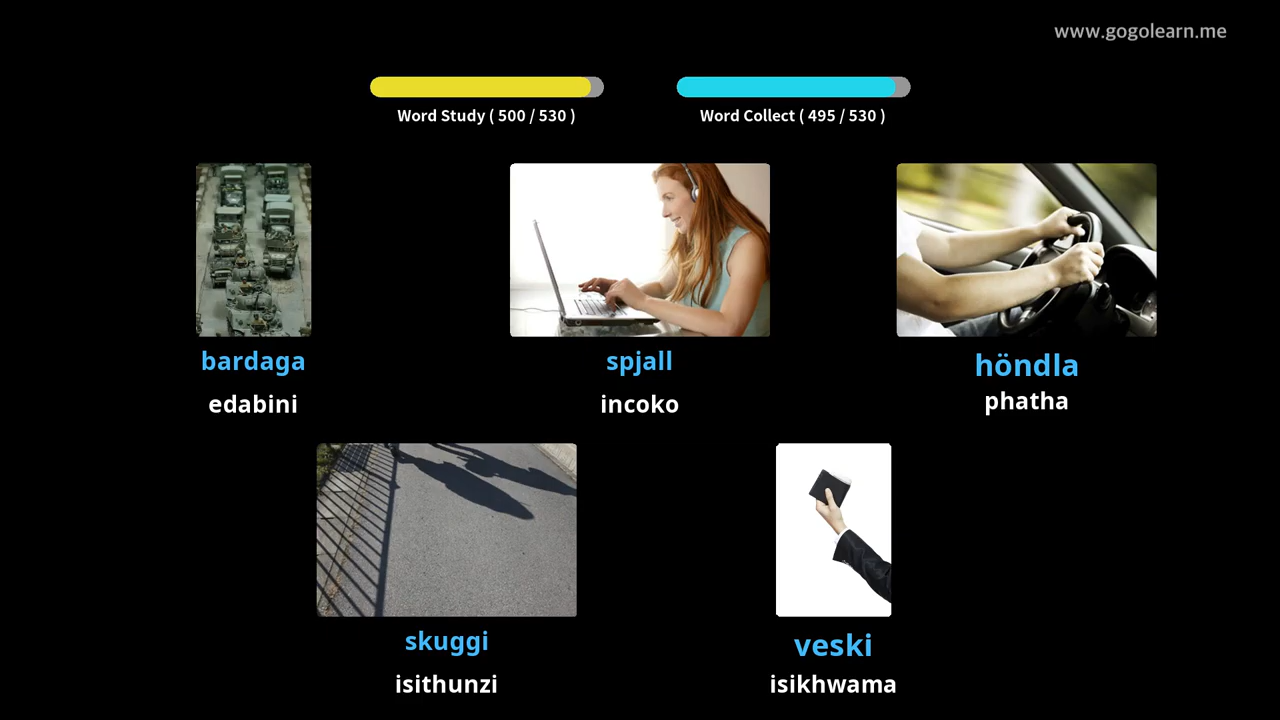 www.gogolearn.me
Word Study ( 500 / 530 )
Word Collect ( 495 / 530 )
bardaga
edabini
spjall
incoko
höndla
phatha
skuggi
isithunzi
veski
isikhwama